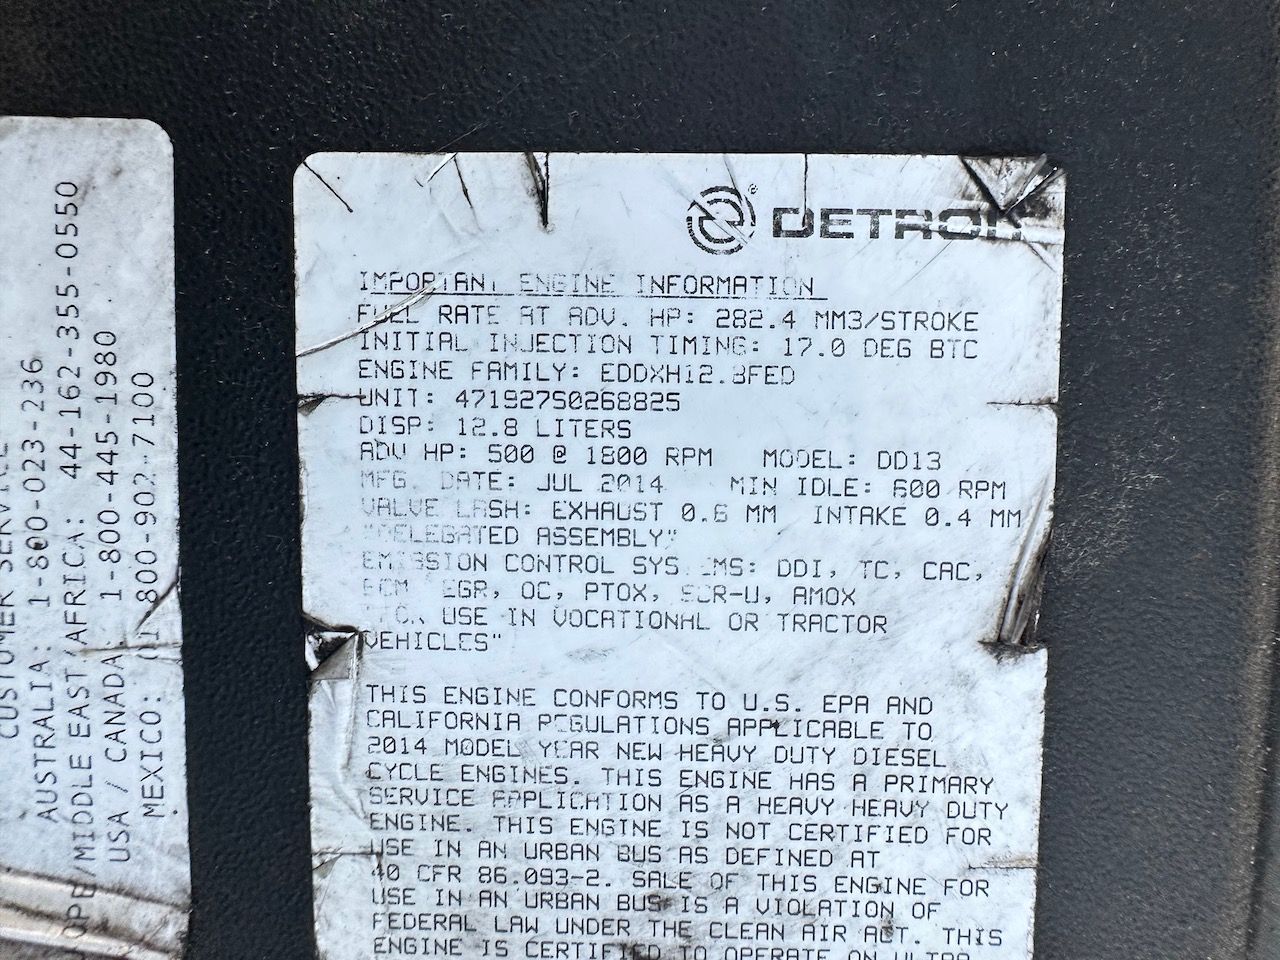 CUSTOMER SERVICE
AUSTRALIA: 1-800-023-236
OPE/MIDDLE EAST/AFRICA: 44-162-355-0550
USA / CANADA: 1-800-445-1980
MEXICO: 800-902-7100
DETROIT
IMPORTANT ENGINE INFORMATION
FUEL RATE AT ADV. HP: 282.4 MM3/STROKE
INITIAL INJECTION TIMING: 17.0 DEG BTC
ENGINE FAMILY: EDDXH12.8FED
UNIT: 471927S0268825
DISP: 12.8 LITERS
ADV HP: 500 @ 1800 RPM MODEL: DD13
MFG. DATE: JUL 2014 MIN IDLE: 600 RPM
VALVE LASH: EXHAUST 0.6 MM INTAKE 0.4 MM
"DELEGATED ASSEMBLY"
EMISSION CONTROL SYSTEMS: DDI, TC, CAC,
ECM, EGR, OC, PTOX, SCR-U, AMOX
USE IN VOCATIONAL OR TRACTOR
VEHICLES"
THIS ENGINE CONFORMS TO U.S. EPA AND
CALIFORNIA REGULATIONS APPLICABLE TO
2014 MODEL YEAR NEW HEAVY DUTY DIESEL
CYCLE ENGINES. THIS ENGINE HAS A PRIMARY
SERVICE APPLICATION AS A HEAVY HEAVY DUTY
ENGINE. THIS ENGINE IS NOT CERTIFIED FOR
USE IN AN URBAN BUS AS DEFINED AT
40 CFR 86.093-2. SALE OF THIS ENGINE FOR
USE IN AN URBAN BUS IS A VIOLATION OF
FEDERAL LAW UNDER THE CLEAN AIR ACT. THIS
ENGINE IS CERTIFIED TO OPERATE ON ULTRA